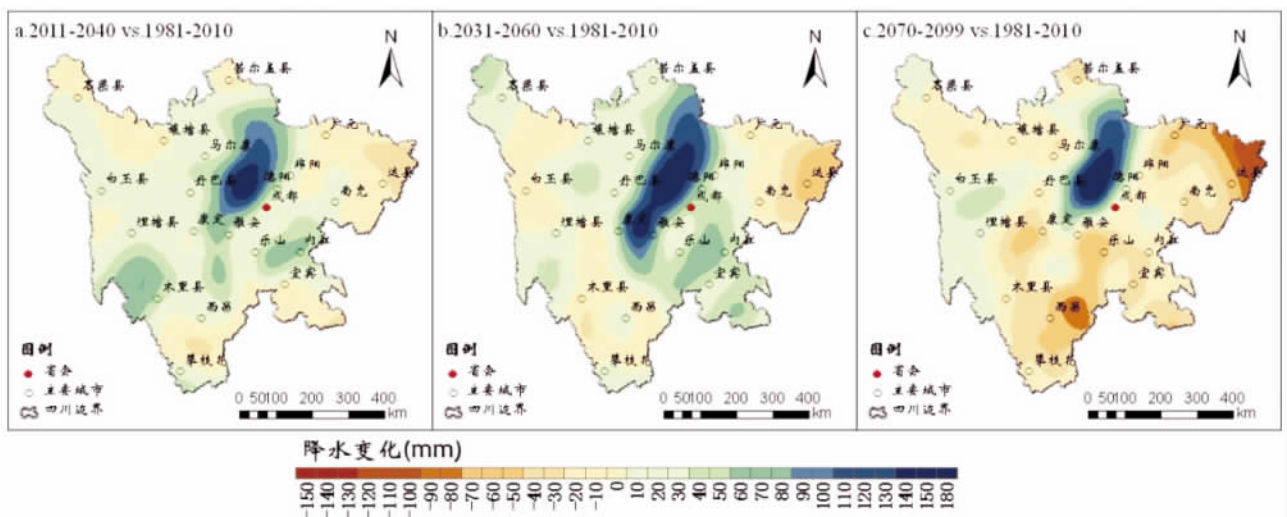 a.2011-2040 vs.1981-2010
N
若尔盖县
石渠县
壤塘县
马尔康
广元
绵阳
德阳
达县
白玉县
丹巴县
南充
成都
理塘县
康定
雅安
乐山
内江
宜宾
木里县
西昌
攀枝花
图例
省会
主要城市
四川边界
0 50100 200 300 400
km
b.2031-2060 vs.1981-2010
N
若尔盖县
石渠县
壤塘县
马尔康
广元
绵阳
德阳
达县
白玉县
丹巴县
南充
成都
理塘县
康定
雅安
乐山
内江
宜宾
木里县
西昌
攀枝花
图例
省会
主要城市
四川边界
0 50100 200 300 400
km
c.2070-2099 vs.1981-2010
N
若尔盖县
石渠县
壤塘县
马尔康
广元
绵阳
德阳
达县
白玉县
丹巴县
南充
成都
理塘县
康定
雅安
乐山
内江
宜宾
木里县
西昌
攀枝花
图例
省会
主要城市
四川边界
0 50100 200 300 400
km
降水变化(mm)
-150 -130 -120 -110 -100 -90 -80 -70 -60 -50 -40 -30 -20 -10 0 10 20 30 40 50 60 70 80 90 100 110 130 140 150 180